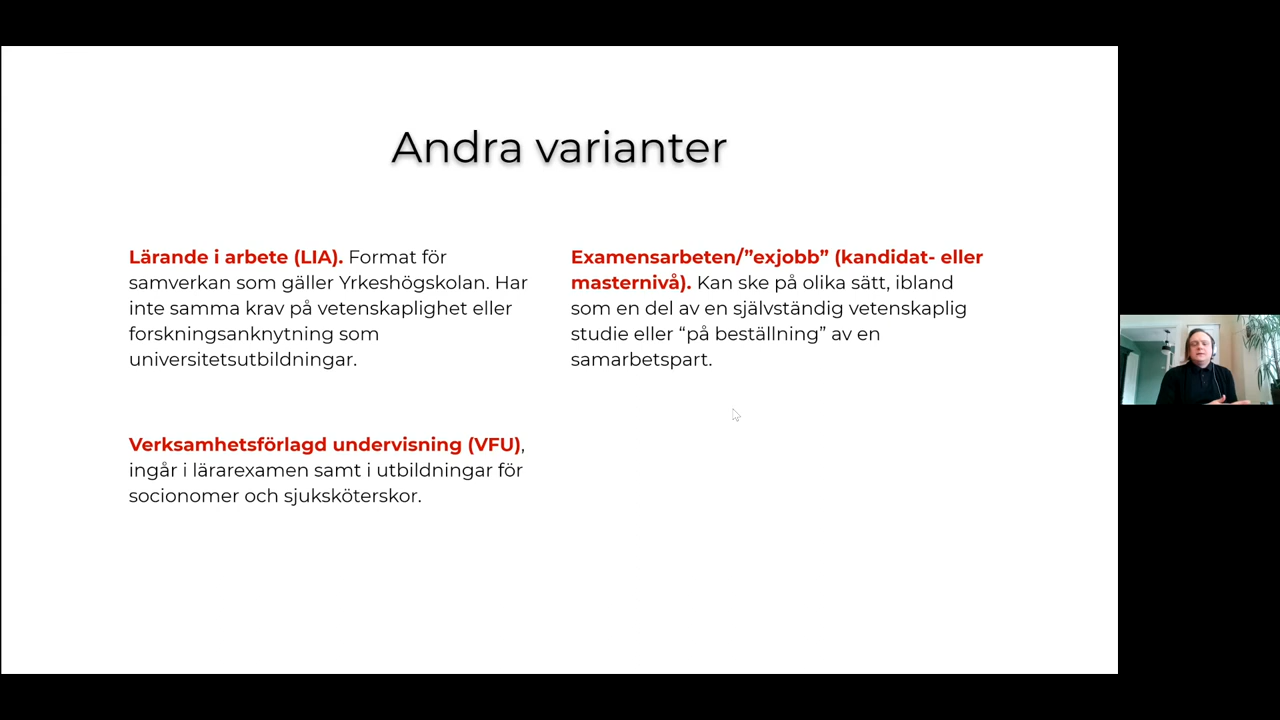 Andra varianter
Lärande i arbete (LIA). Format för
samverkan som gäller Yrkeshögskolan. Har
inte samma krav på vetenskaplighet eller
forskningsanknytning som
universitetsutbildningar.
Verksamhetsförlagd undervisning (VFU),
ingår i lärarexamen samt i utbildningar för
socionomer och sjuksköterskor.
Examensarbeten/”exjobb” (kandidat- eller
masternivå). Kan ske på olika sätt, ibland
som en del av en självständig vetenskaplig
studie eller “på beställning” av en
samarbetspart.